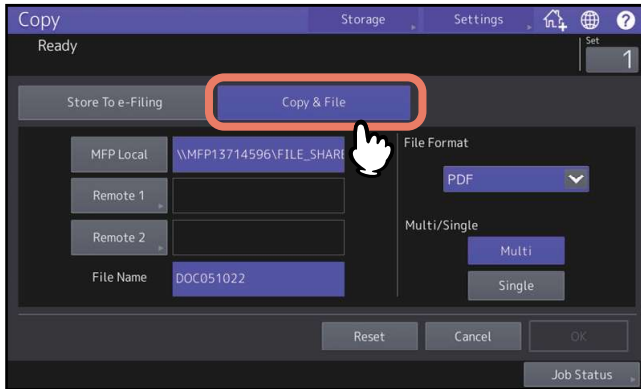 Copy
Storage
Settings
?
Ready
Set
1
Store To e-Filing
Copy & File
MFP Local
\\MFP13714596\FILE_SHARE
File Format
PDF
Remote 1
Remote 2
Multi/Single
Multi
File Name
DOC051022
Single
Reset
Cancel
OK
Job Status